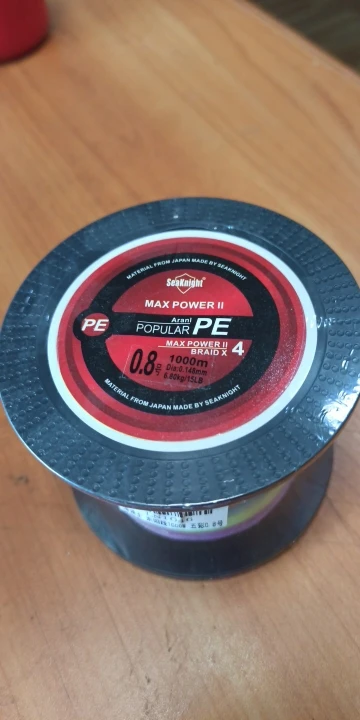 MATERIAL FROM JAPAN MADE BY SEAKNIGHT
SeaKnight
MAX POWER II
PE
Arani
POPULAR PE
MAX POWER II
BRAID X 4
0.8
1000m
Dia:0.148mm
6.80kg/15LB
MATERIAL FROM JAPAN MADE BY SEAKNIGHT